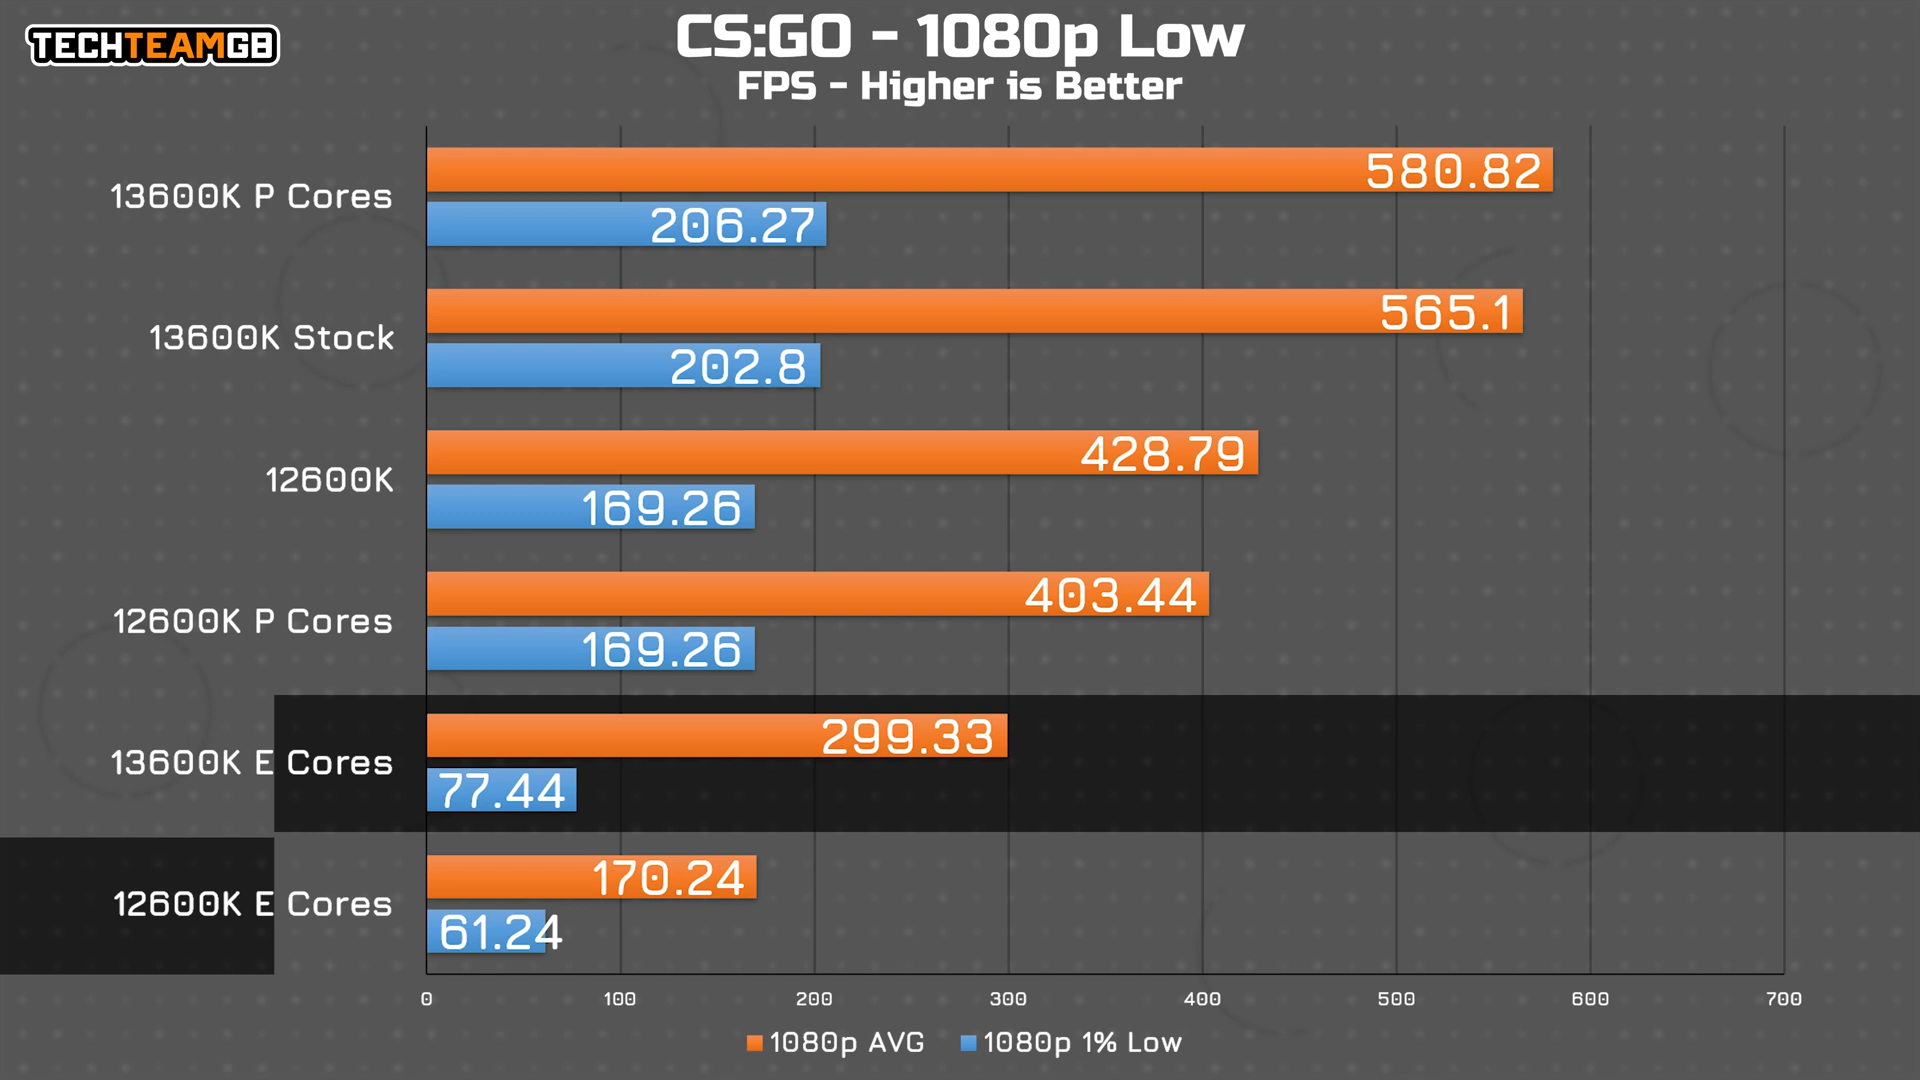 TECHTEAMGB
CS:GO - 1080p Low
FPS - Higher is Better
13600K P Cores
580.82
206.27
13600K Stock
565.1
202.8
12600K
428.79
169.26
12600K P Cores
403.44
169.26
13600K E Cores
299.33
77.44
12600K E Cores
170.24
61.24
0 100 200 300 400 500 600 700
1080p AVG 1080p 1% Low